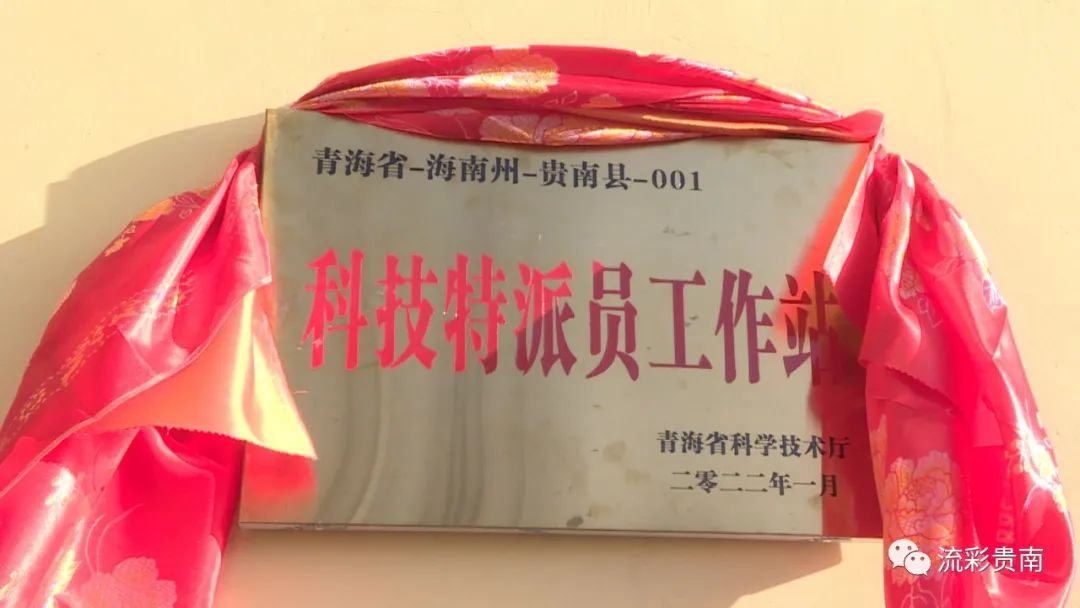 青海省-海南州-贵南县-001
科技特派员工作站
青海省科学技术厅
二零二二年一月
流彩贵南